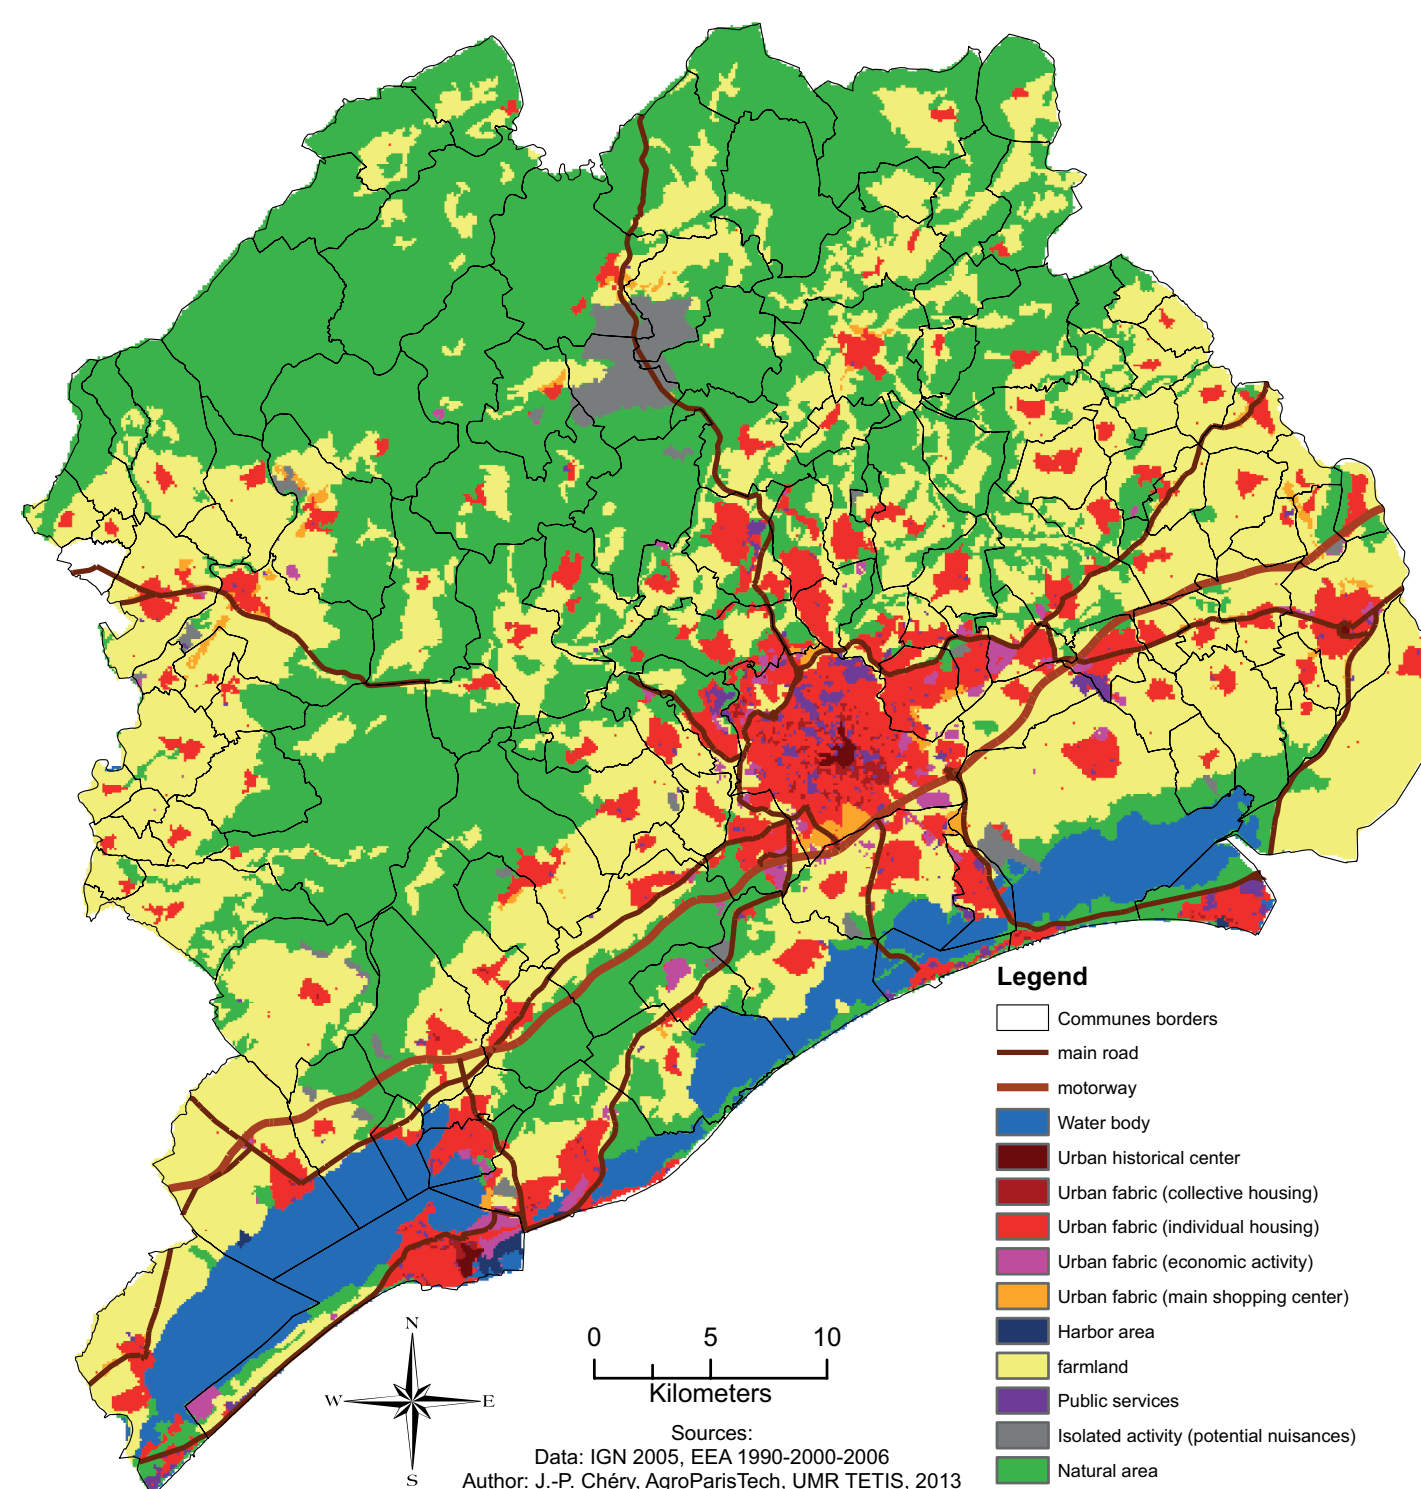 Legend
Communes borders
main road
motorway
Water body
Urban historical center
Urban fabric (collective housing)
Urban fabric (individual housing)
Urban fabric (economic activity)
Urban fabric (main shopping center)
Harbor area
farmland
Public services
Isolated activity (potential nuisances)
Natural area
N
W E
S
0 5 10
Kilometers
Sources:
Data: IGN 2005, EEA 1990-2000-2006
Author: J.-P. Chéry, AgroParisTech, UMR TETIS, 2013